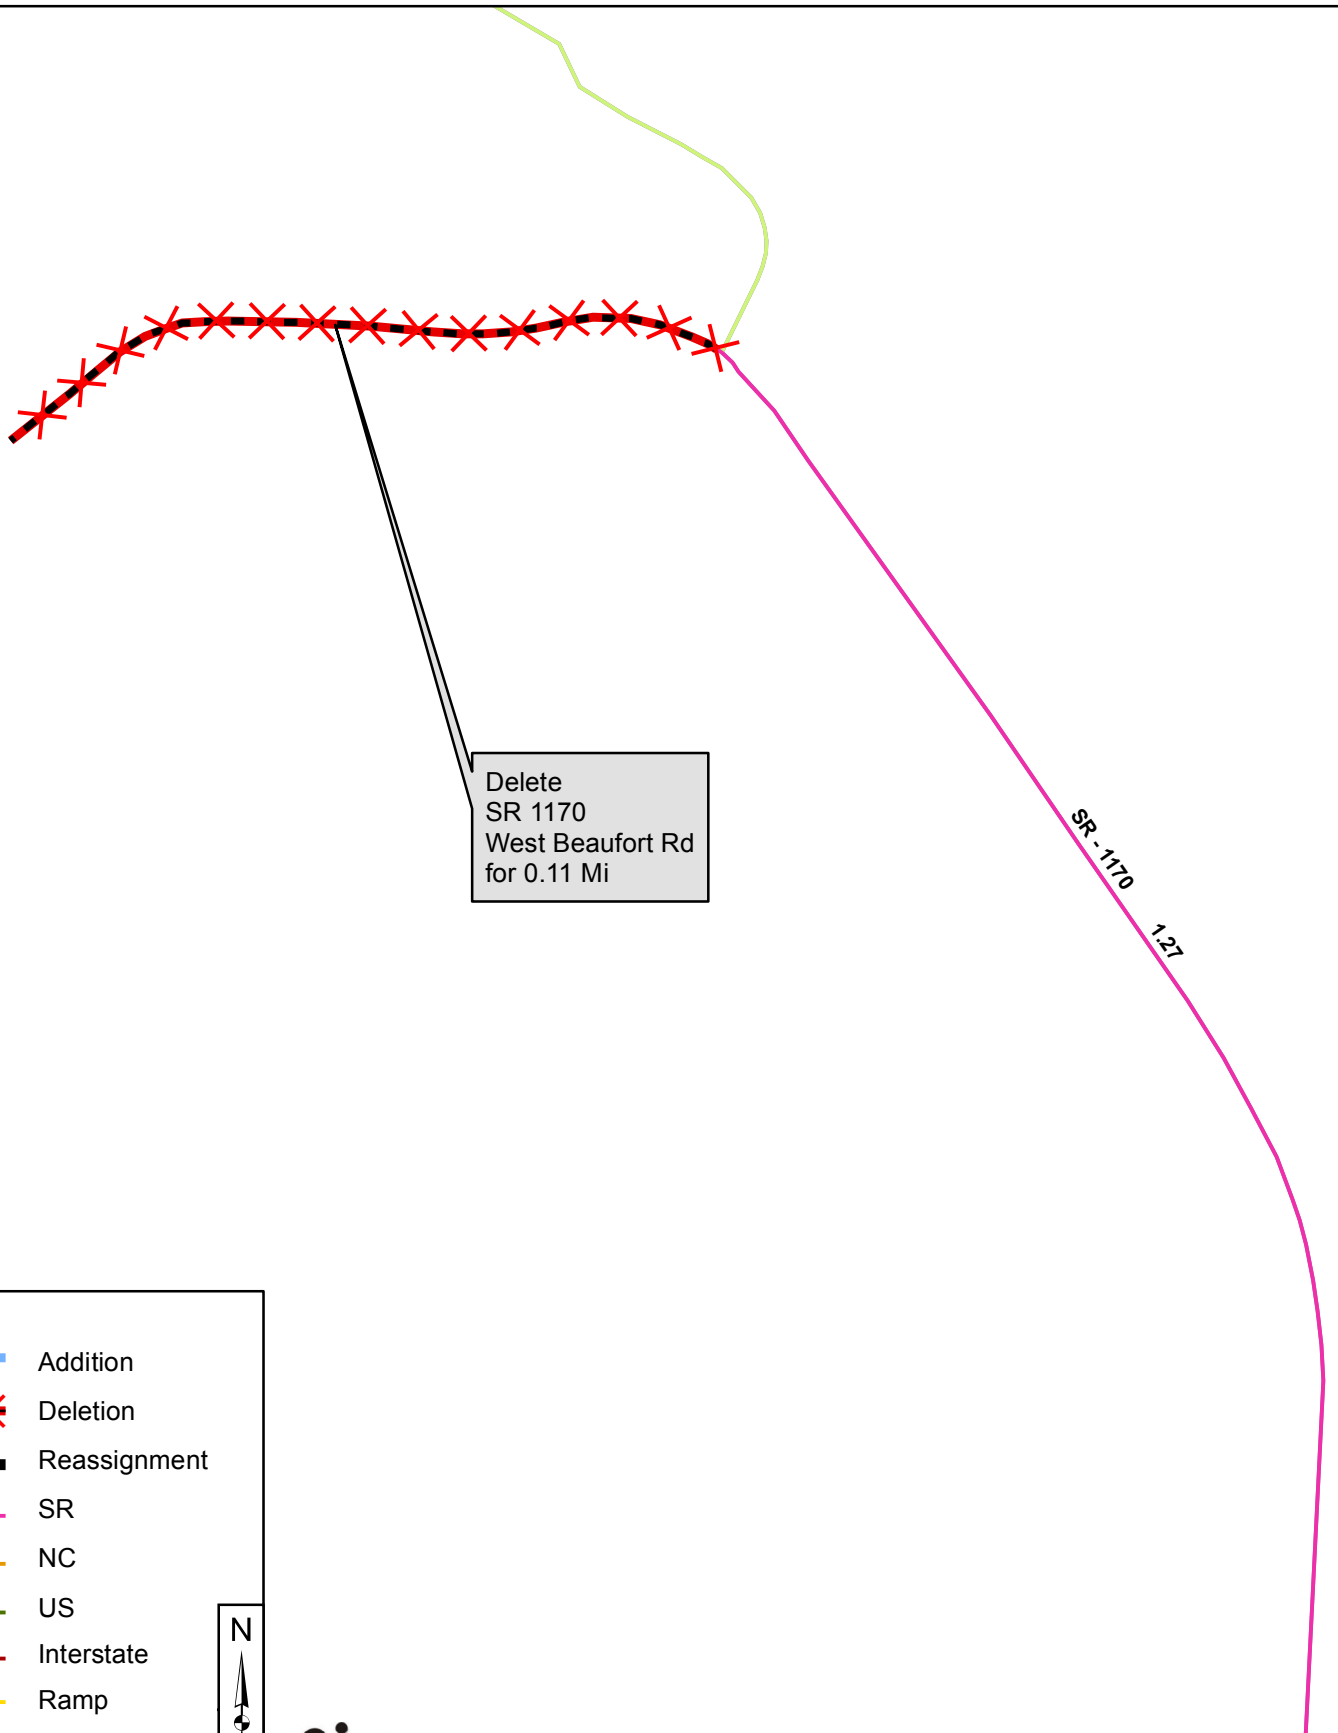 Delete
SR 1170
West Beaufort Rd
for 0.11 Mi
SR - 1170
1.27
Addition
Deletion
Reassignment
SR
NC
US
Interstate
Ramp
N